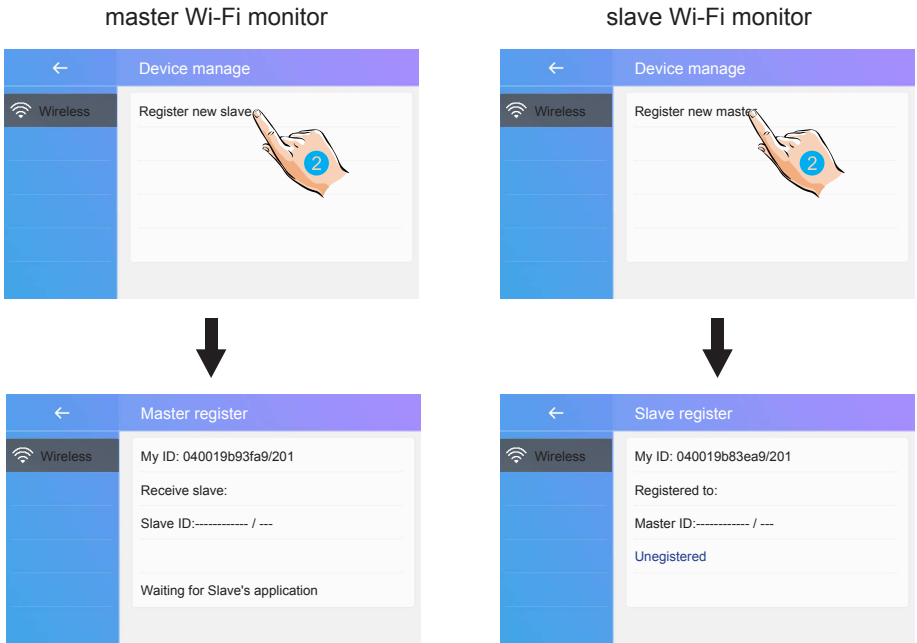 master Wi-Fi monitor
slave Wi-Fi monitor
Device manage
Wireless
Register new slave
2
Device manage
Wireless
Register new master
2
Master register
Wireless
My ID: 040019b93fa9/201
Receive slave:
Slave ID:------------ / ---
Waiting for Slave's application
Slave register
Wireless
My ID: 040019b83ea9/201
Registered to:
Master ID:------------ / ---
Unegistered